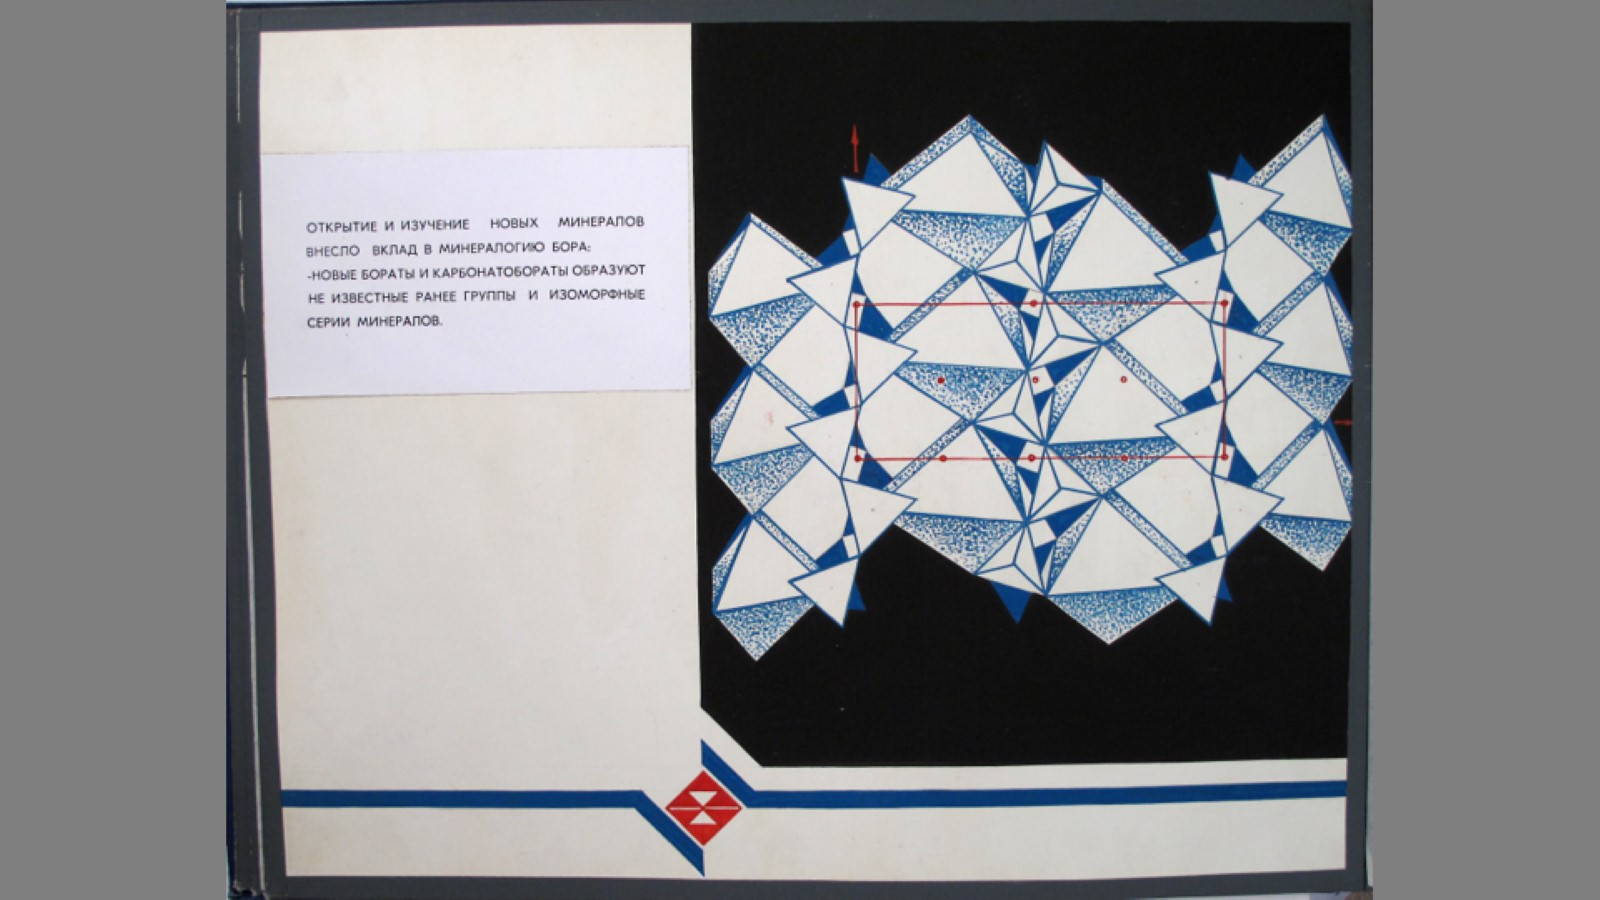 ОТКРЫТИЕ И ИЗУЧЕНИЕ НОВЫХ МИНЕРАЛОВ
ВНЕСЛО ВКЛАД В МИНЕРАЛОГИЮ БОРА:
-НОВЫЕ БОРАТЫ И КАРБОНАТОБОРАТЫ ОБРАЗУЮТ
НЕ ИЗВЕСТНЫЕ РАНЕЕ ГРУППЫ И ИЗОМОРФНЫЕ
СЕРИИ МИНЕРАЛОВ.